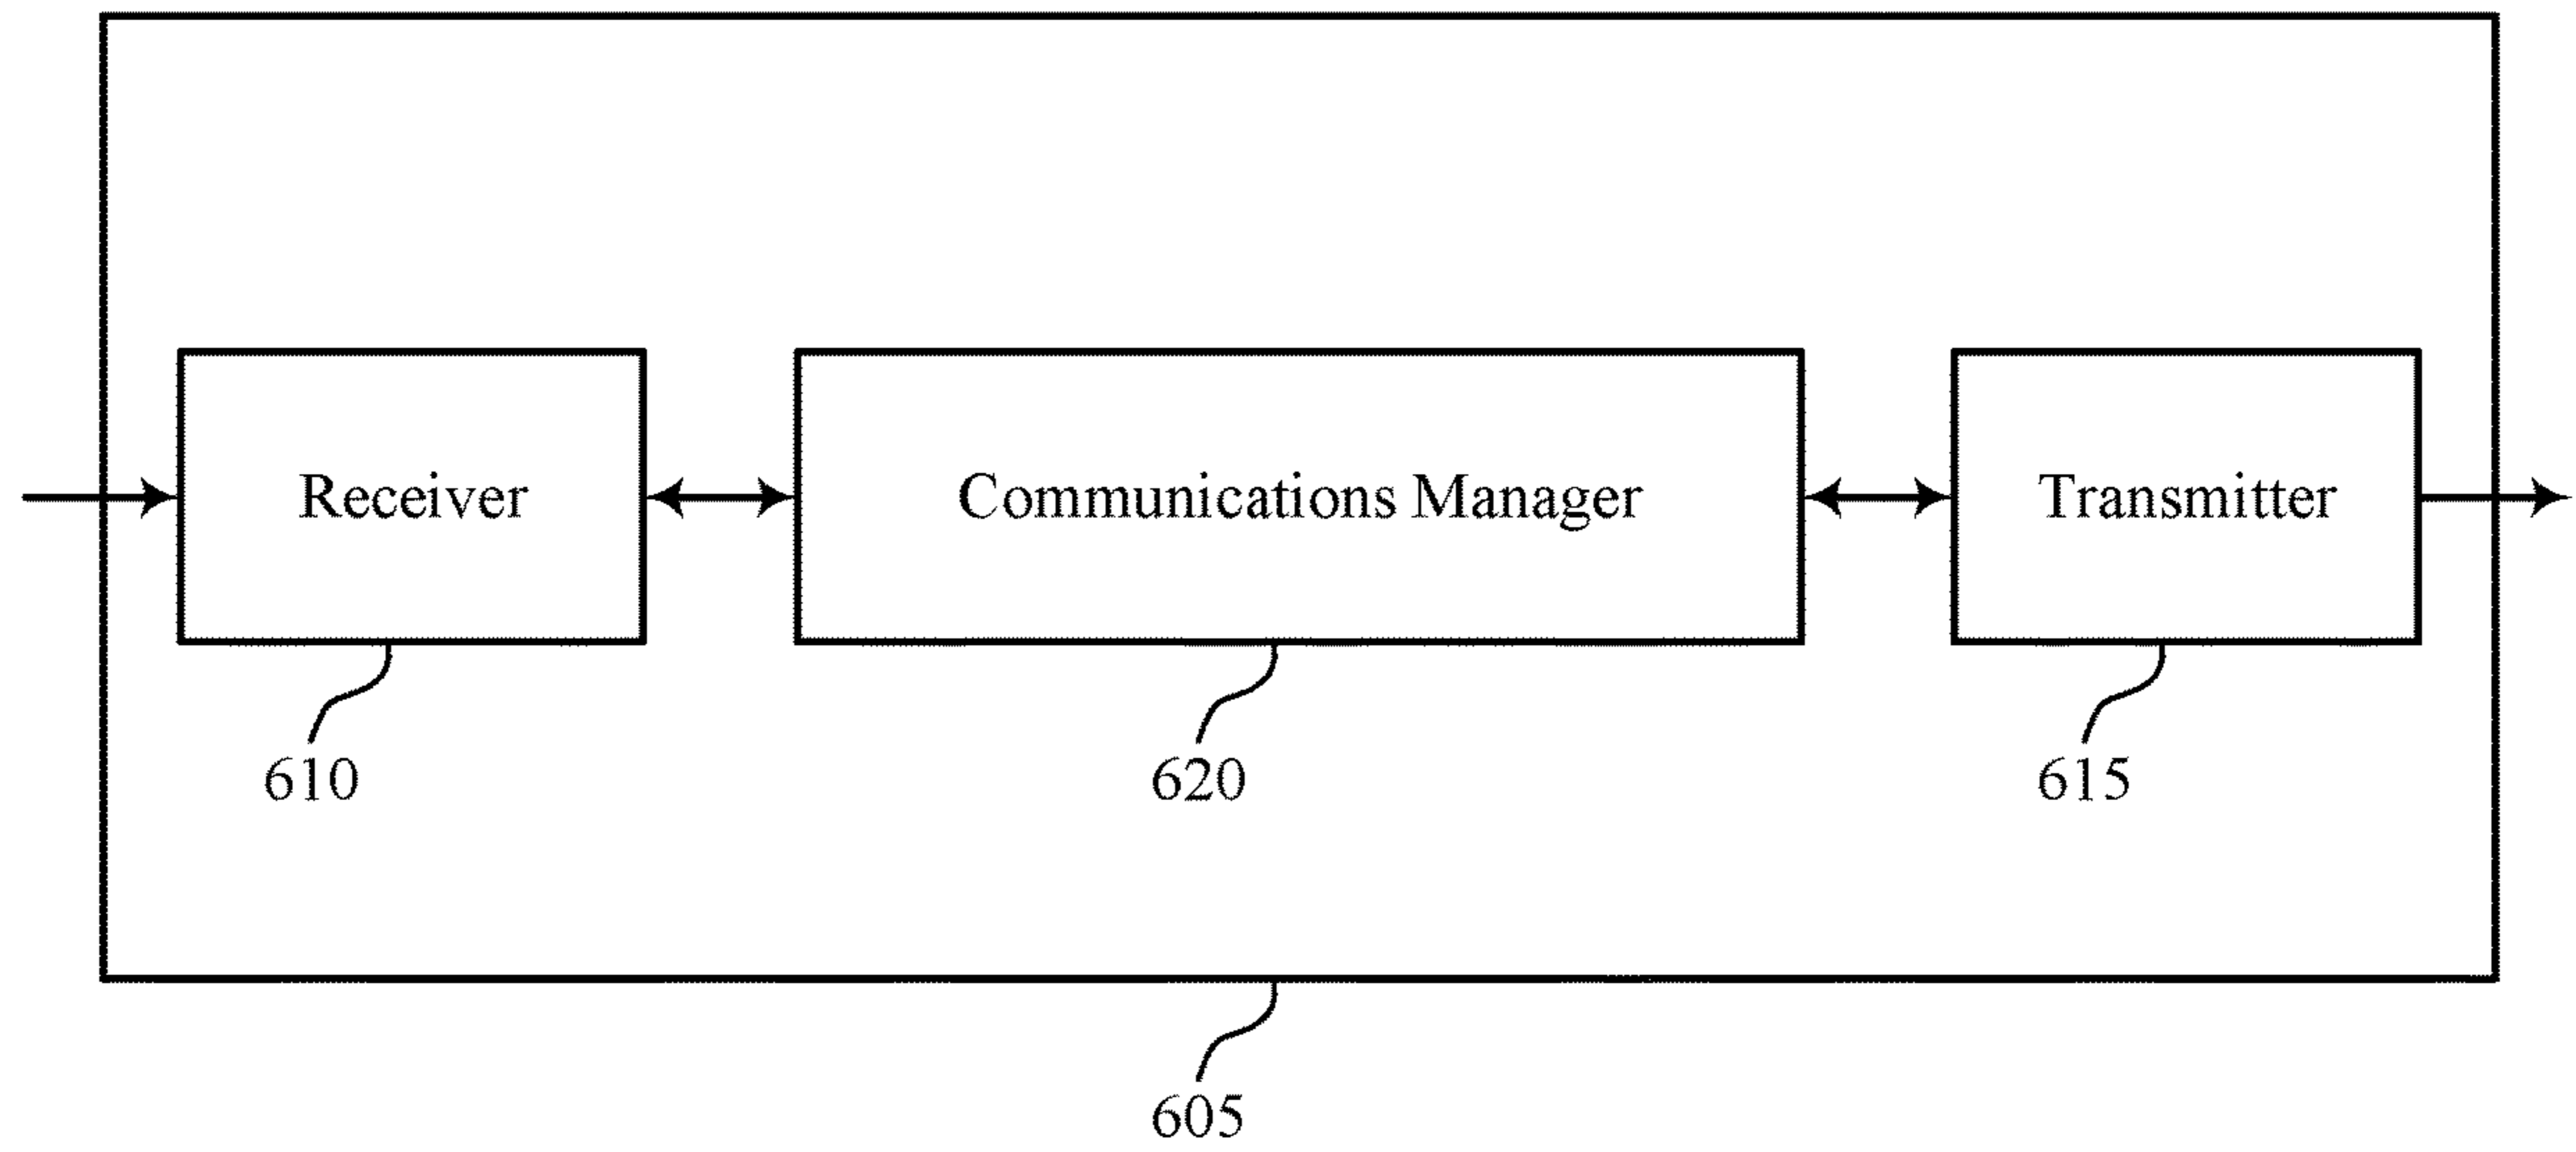 Receiver
Communications Manager
Transmitter
610
620
615
605